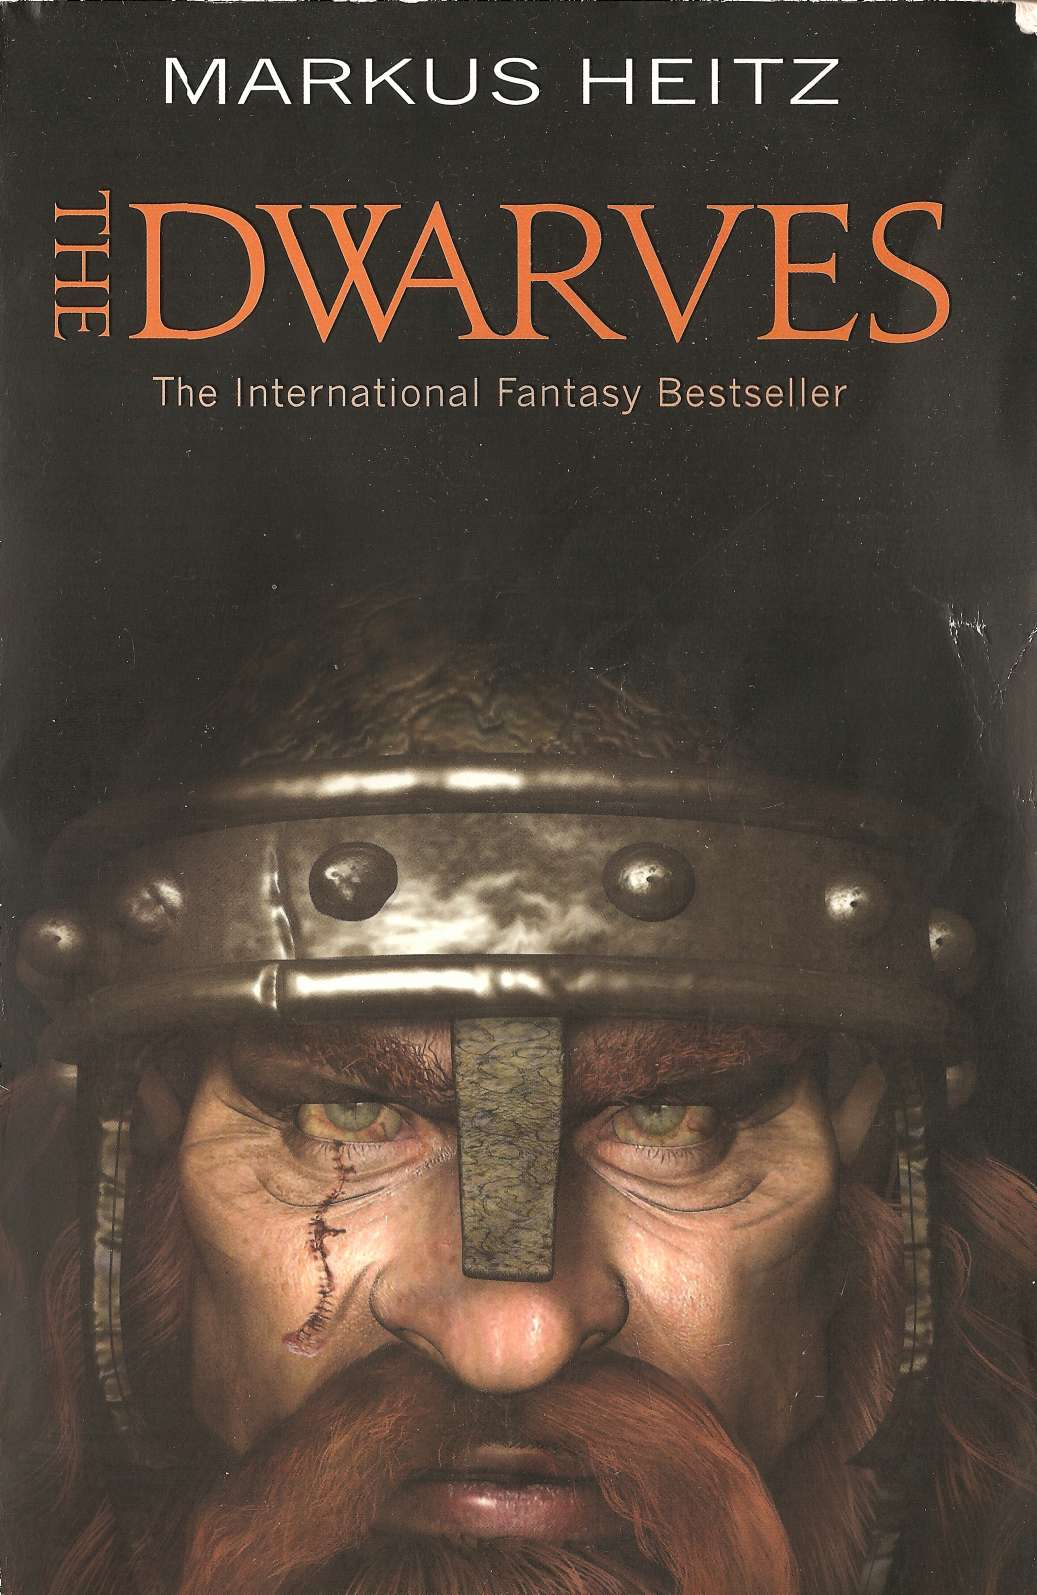 MARKUS HEITZ
THE DWARVES
The International Fantasy Bestseller